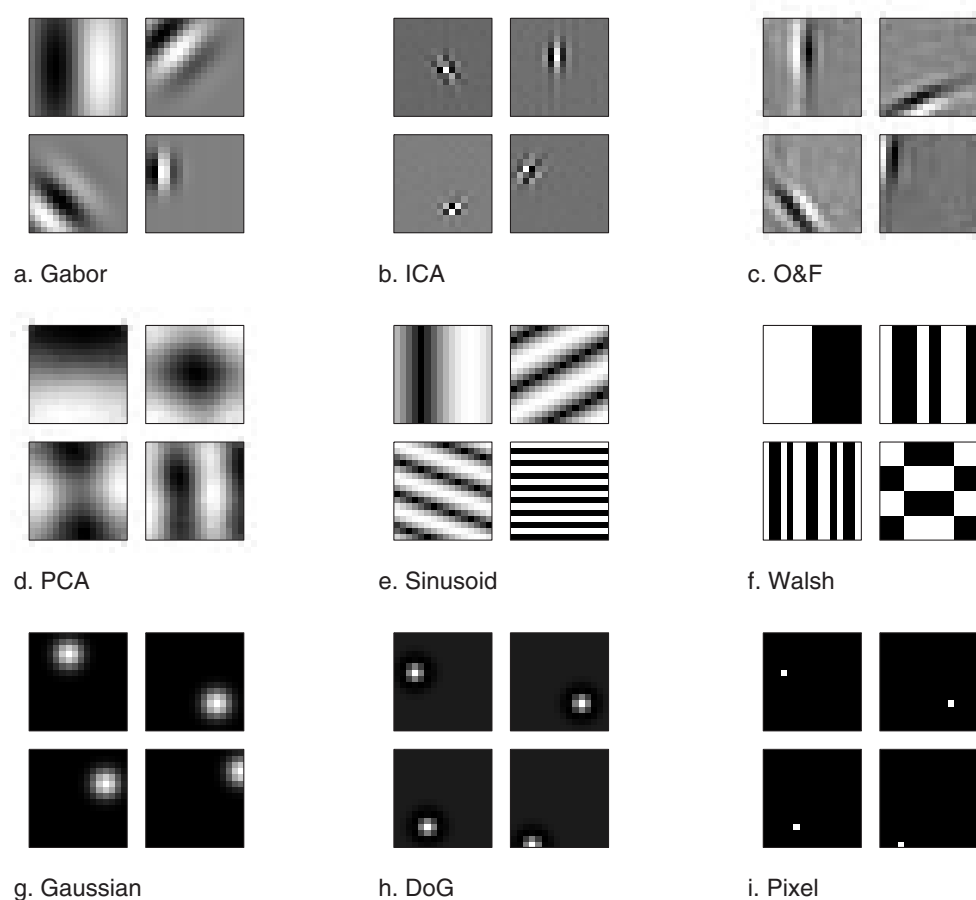 a. Gabor
b. ICA
c. O&F
d. PCA
e. Sinusoid
f. Walsh
g. Gaussian
h. DoG
i. Pixel